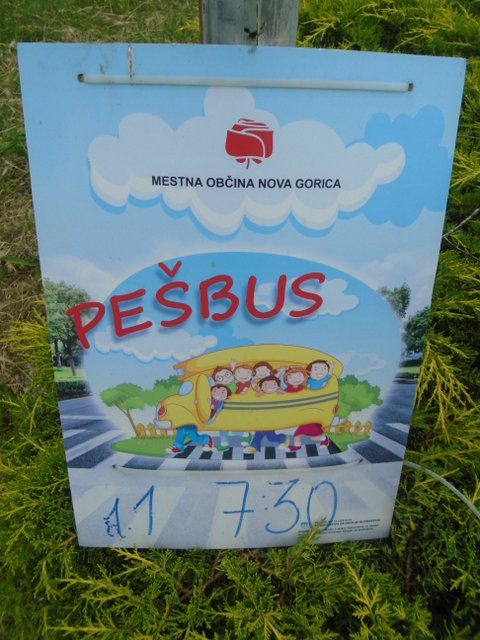 MESTNA OBČINA NOVA GORICA
PEŠBUS
1.1 7:30